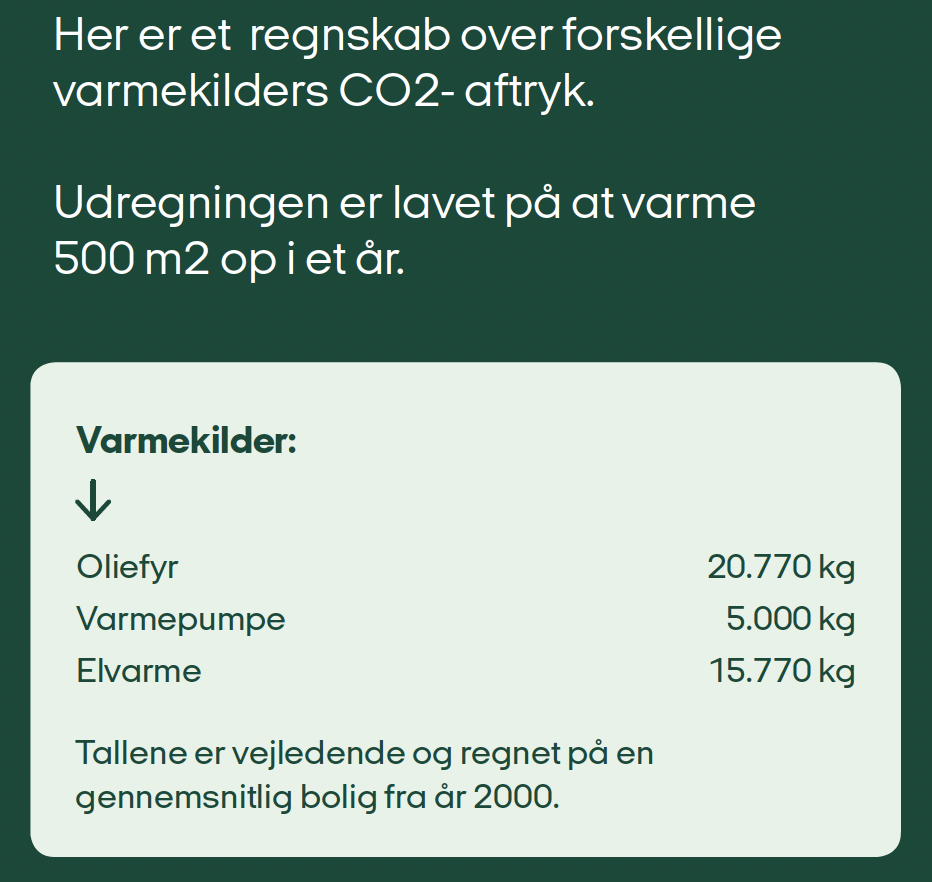 Her er et  regnskab over forskellige
varmekilders CO2- aftryk.
Udregningen er lavet på at varme
500 m2 op i et år.
Varmekilder:
Oliefyr 20.770 kg
Varmepumpe 5.000 kg
Elvarme 15.770 kg
Tallene er vejledende og regnet på en
gennemsnitlig bolig fra år 2000.